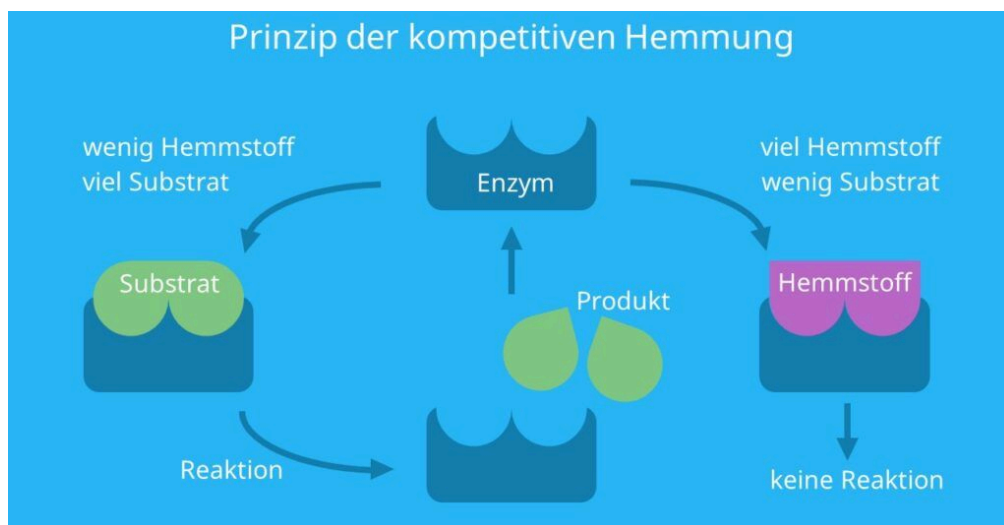 Prinzip der kompetitiven Hemmung
wenig Hemmstoff
viel Substrat
Enzym
viel Hemmstoff
wenig Substrat
Substrat
Produkt
Hemmstoff
Reaktion
keine Reaktion